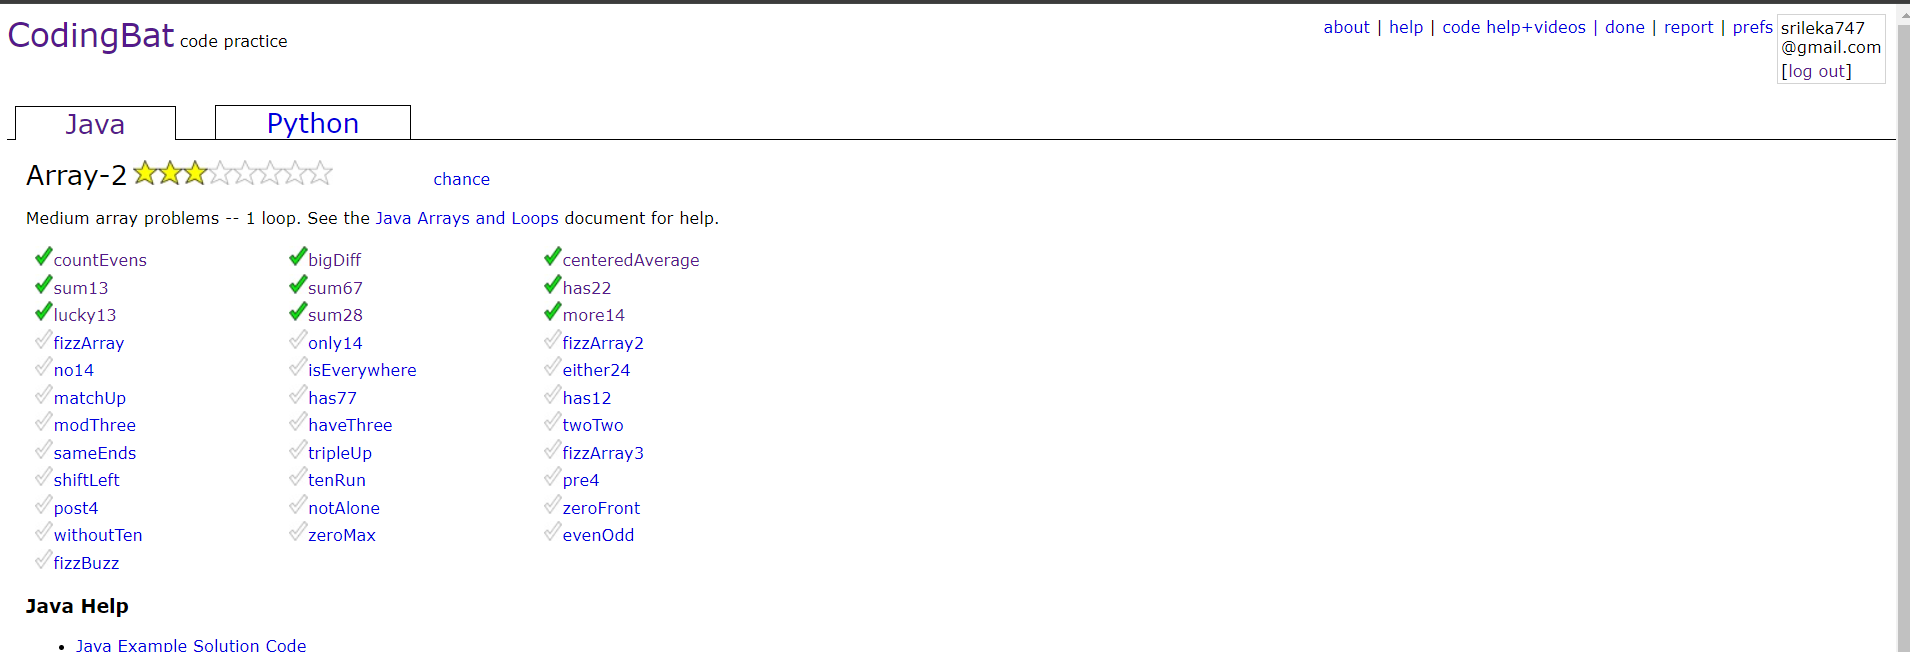 CodingBat code practice
about | help | code help+videos | done | report | prefs
srileka747
@gmail.com
[log out]
Java
Python
Array-2
chance
Medium array problems -- 1 loop. See the Java Arrays and Loops document for help.
countEvens bigDiff centeredAverage
sum13 sum67 has22
lucky13 sum28 more14
fizzArray only14 fizzArray2
no14 isEverywhere either24
matchUp has77 has12
modThree haveThree twoTwo
sameEnds tripleUp fizzArray3
shiftLeft tenRun pre4
post4 notAlone zeroFront
withoutTen zeroMax evenOdd
fizzBuzz
Java Help
• Java Example Solution Code